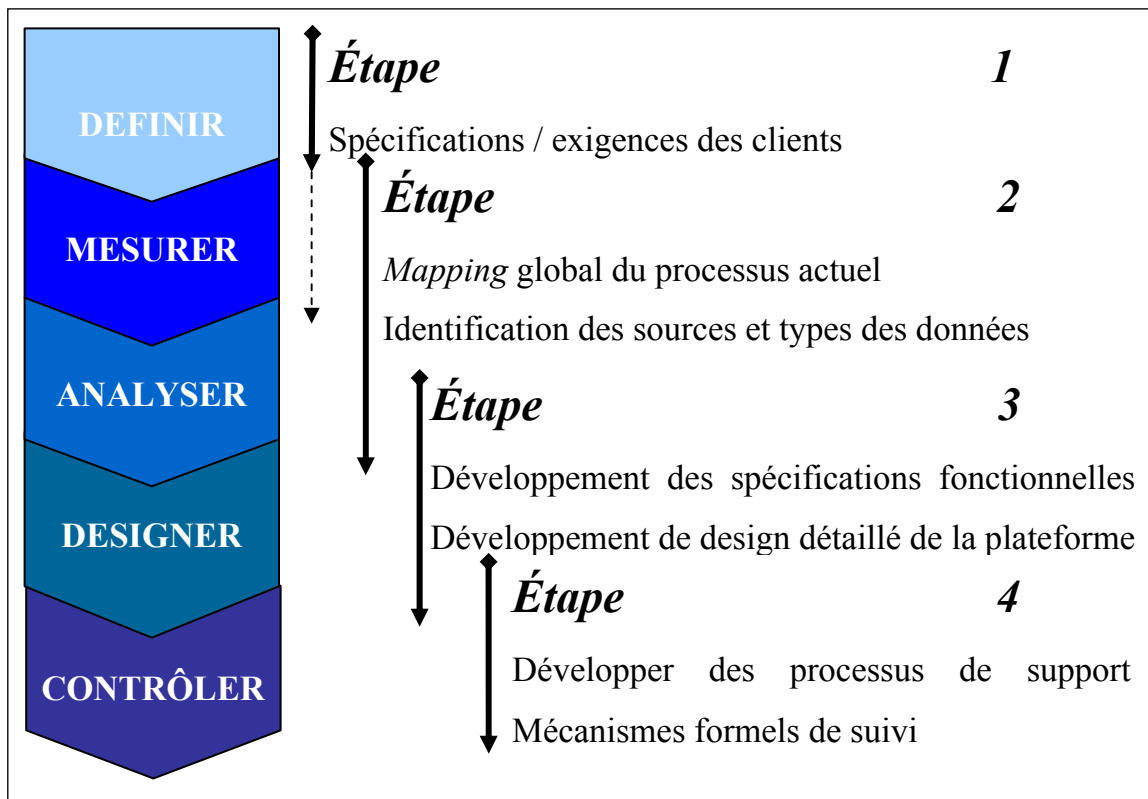 DEFINIR
MESURER
ANALYSER
DESIGNER
CONTRÔLER
Étape 1
Spécifications / exigences des clients
Étape 2
Mapping global du processus actuel
Identification des sources et types des données
Étape 3
Développement des spécifications fonctionnelles
Développement de design détaillé de la plateforme
Étape 4
Développer des processus de support
Mécanismes formels de suivi